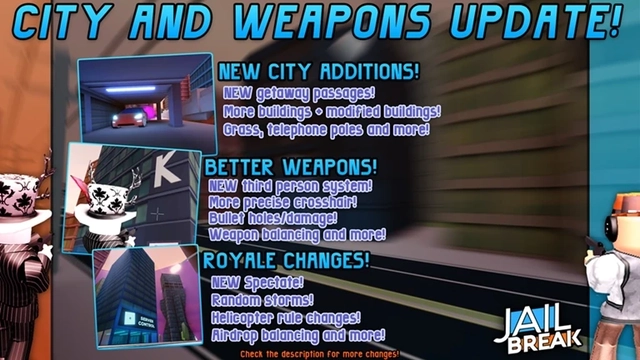 CITY AND WEAPONS UPDATE!
NEW CITY ADDITIONS!
NEW getaway passages!
More buildings + modified buildings!
Grass, telephone poles and more!
K
BETTER WEAPONS!
NEW third person system!
More precise crosshair!
Bullet holes/damage!
Weapon balancing and more!
ROYALE CHANGES!
NEW Spectate!
Random storms!
Helicopter rule changes!
Airdrop balancing and more!
JAIL
BREAK
Check the description for more changes!